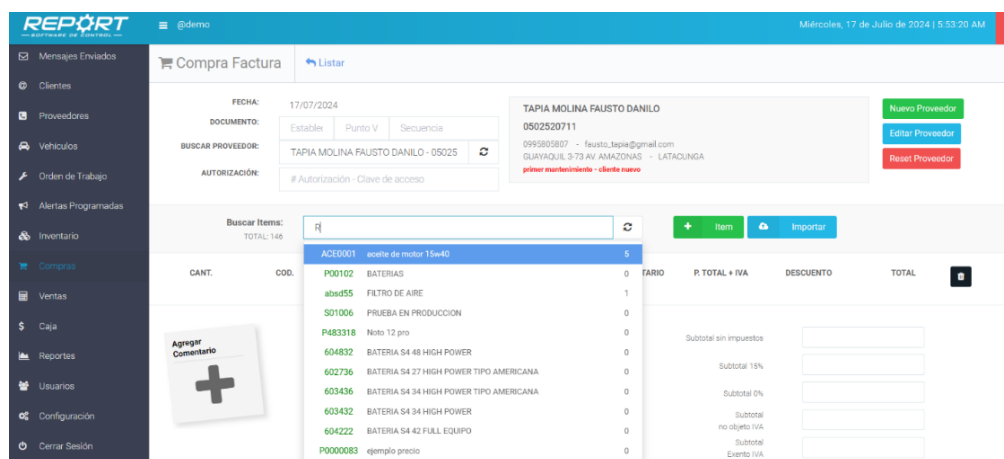 REPORT
SOFTWARE DE CONTROL
@demo
Miércoles, 17 de Julio de 2024 | 5:53:20 AM
Mensajes Enviados
Clientes
Proveedores
Vehículos
Orden de Trabajo
Alertas Programadas
Inventario
Compras
Ventas
Caja
Reportes
Usuarios
Configuración
Cerrar Sesión
Compra Factura
Listar
FECHA: 17/07/2024
DOCUMENTO: Establec Punto V Secuencia
BUSCAR PROVEEDOR: TAPIA MOLINA FAUSTO DANILO - 05025
AUTORIZACIÓN: # Autorización - Clave de acceso
TAPIA MOLINA FAUSTO DANILO
0502520711
0995805807 - fausto_tapia@gmail.com
GUAYAQUIL 3-73 AV. AMAZONAS - LATACUNGA
primer mantenimiento - cliente nuevo
Nuevo Proveedor
Editar Proveedor
Reset Proveedor
Buscar Items: R
TOTAL: 146
+ Item Importar
CANT. COD. TARIO P. TOTAL + IVA DESCUENTO TOTAL
ACE0001 aceite de motor 15w40 5
P00102 BATERIAS 0
absd55 FILTRO DE AIRE 1
S01006 PRUEBA EN PRODUCCION 0
P483318 Noto 12 pro 0
604832 BATERIA S4 48 HIGH POWER 0
602736 BATERIA S4 27 HIGH POWER TIPO AMERICANA 0
603436 BATERIA S4 34 HIGH POWER TIPO AMERICANA 0
603432 BATERIA S4 34 HIGH POWER 0
604222 BATERIA S4 42 FULL EQUIPO 0
P0000083 ejemplo precio 0
Agregar
Comentario
Subtotal sin impuestos
Subtotal 15%
Subtotal 0%
Subtotal
no objeto IVA
Subtotal
Exento IVA